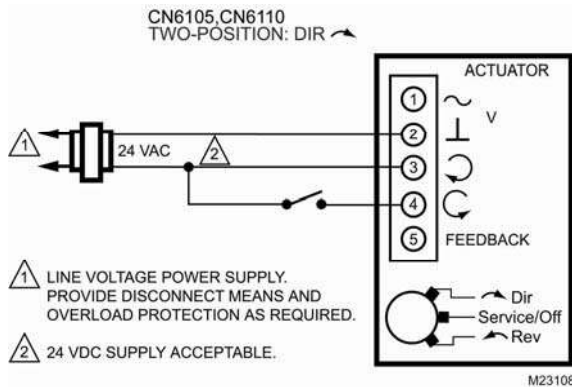 CN6105,CN6110
TWO-POSITION: DIR
ACTUATOR
1
V
2
1
24 VAC
2
3
4
5 FEEDBACK
1 LINE VOLTAGE POWER SUPPLY.
PROVIDE DISCONNECT MEANS AND
OVERLOAD PROTECTION AS REQUIRED.
2 24 VDC SUPPLY ACCEPTABLE.
Dir
Service/Off
Rev
M23108